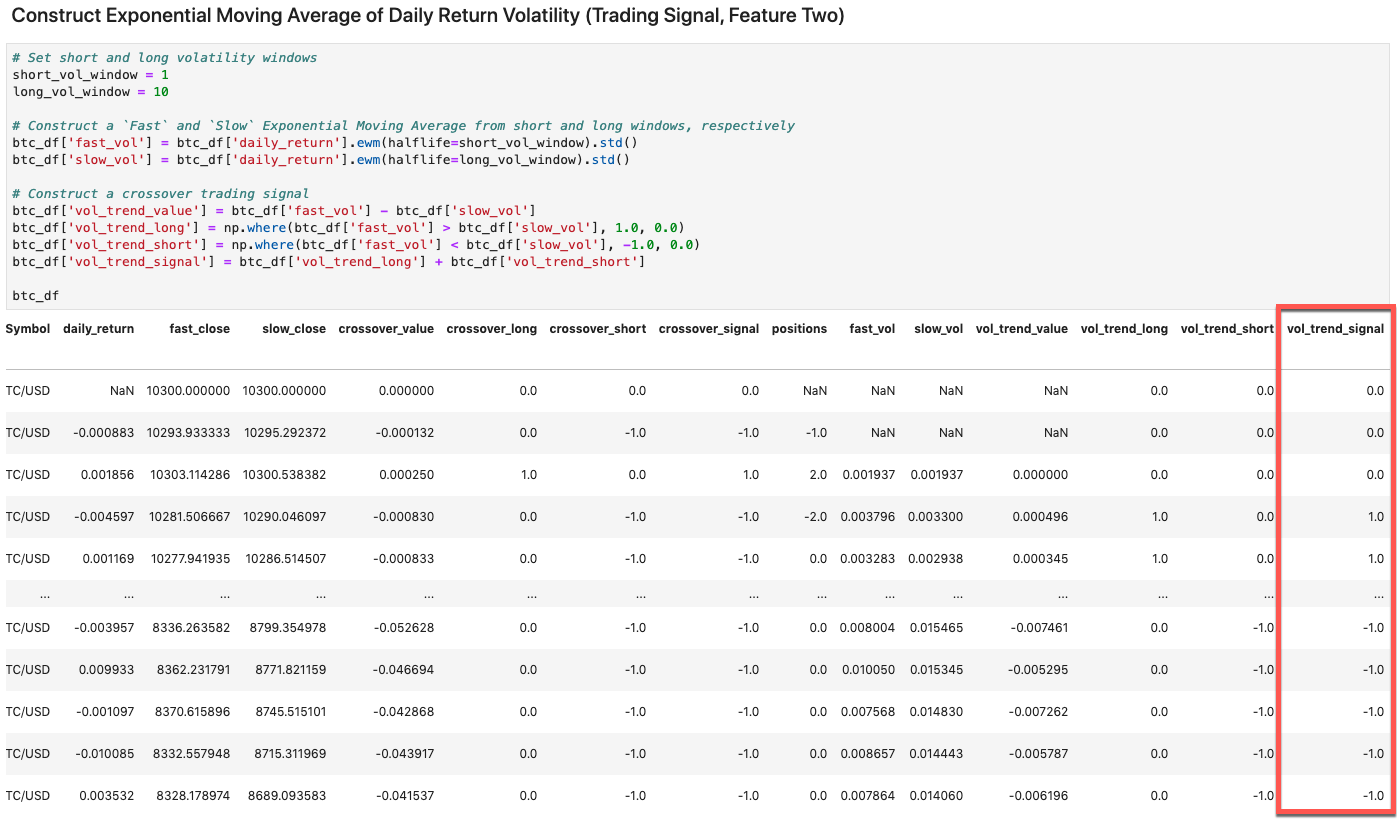 Construct Exponential Moving Average of Daily Return Volatility (Trading Signal, Feature Two)
# Set short and long volatility windows
short_vol_window = 1
long_vol_window = 10
# Construct a `Fast` and `Slow` Exponential Moving Average from short and long windows, respectively
btc_df['fast_vol'] = btc_df['daily_return'].ewm(halflife=short_vol_window).std()
btc_df['slow_vol'] = btc_df['daily_return'].ewm(halflife=long_vol_window).std()
# Construct a crossover trading signal
btc_df['vol_trend_value'] = btc_df['fast_vol'] - btc_df['slow_vol']
btc_df['vol_trend_long'] = np.where(btc_df['fast_vol'] > btc_df['slow_vol'], 1.0, 0.0)
btc_df['vol_trend_short'] = np.where(btc_df['fast_vol'] < btc_df['slow_vol'], -1.0, 0.0)
btc_df['vol_trend_signal'] = btc_df['vol_trend_long'] + btc_df['vol_trend_short']
btc_df
Symbol daily_return fast_close slow_close crossover_value crossover_long crossover_short crossover_signal positions fast_vol slow_vol vol_trend_value vol_trend_long vol_trend_short vol_trend_signal
TC/USD NaN 10300.000000 10300.000000 0.000000 0.0 0.0 0.0 NaN NaN NaN NaN 0.0 0.0 0.0
TC/USD -0.000883 10293.933333 10295.292372 -0.000132 0.0 -1.0 -1.0 -1.0 NaN NaN NaN 0.0 0.0 0.0
TC/USD 0.001856 10303.114286 10300.538382 0.000250 1.0 0.0 1.0 2.0 0.001937 0.001937 0.000000 0.0 0.0 0.0
TC/USD -0.004597 10281.506667 10290.046097 -0.000830 0.0 -1.0 -1.0 -2.0 0.003796 0.003300 0.000496 1.0 0.0 1.0
TC/USD 0.001169 10277.941935 10286.514507 -0.000833 0.0 -1.0 -1.0 0.0 0.003283 0.002938 0.000345 1.0 0.0 1.0
... ... ... ... ... ... ... ... ... ... ... ... ... ... ...
TC/USD -0.003957 8336.263582 8799.354978 -0.052628 0.0 -1.0 -1.0 0.0 0.008004 0.015465 -0.007461 0.0 -1.0 -1.0
TC/USD 0.009933 8362.231791 8771.821159 -0.046694 0.0 -1.0 -1.0 0.0 0.010050 0.015345 -0.005295 0.0 -1.0 -1.0
TC/USD -0.001097 8370.615896 8745.515101 -0.042868 0.0 -1.0 -1.0 0.0 0.007568 0.014830 -0.007262 0.0 -1.0 -1.0
TC/USD -0.010085 8332.557948 8715.311969 -0.043917 0.0 -1.0 -1.0 0.0 0.008657 0.014443 -0.005787 0.0 -1.0 -1.0
TC/USD 0.003532 8328.178974 8689.093583 -0.041537 0.0 -1.0 -1.0 0.0 0.007864 0.014060 -0.006196 0.0 -1.0 -1.0